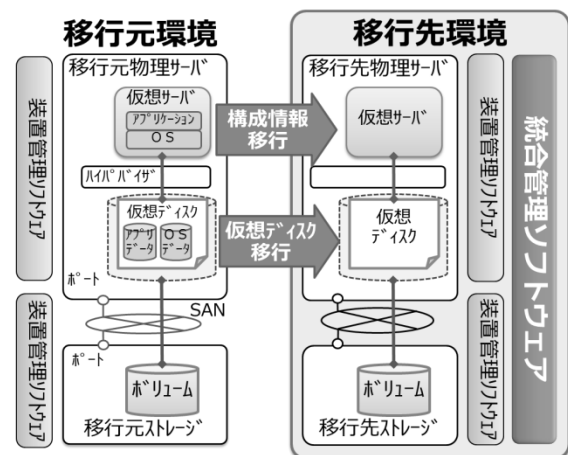 移行元環境
移行先環境
装置管理ソフトウェア
移行元物理サーバ
仮想サーバ
アプリケーション
OS
ハイパバイザ
仮想ディスク
アプリ
データ
OS
データ
ポート
構成情報
移行
仮想ディスク
移行
移行先物理サーバ
仮想サーバ
仮想
ディスク
装置管理ソフトウェア
統合管理ソフトウェア
SAN
装置管理ソフトウェア
ポート
ボリューム
移行元ストレージ
ボリューム
移行先ストレージ
装置管理ソフトウェア